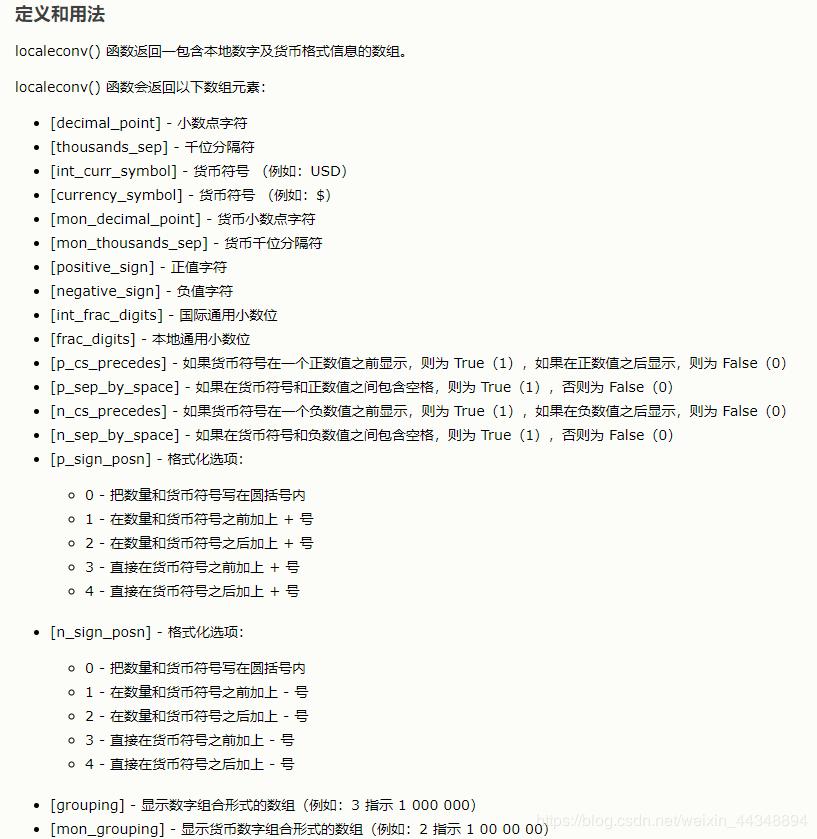 定义和用法
localeconv() 函数返回一包含本地数字及货币格式信息的数组。
localeconv() 函数会返回以下数组元素：
[decimal_point] - 小数点字符
[thousands_sep] - 千位分隔符
[int_curr_symbol] - 货币符号 （例如：USD）
[currency_symbol] - 货币符号 （例如：$）
[mon_decimal_point] - 货币小数点字符
[mon_thousands_sep] - 货币千位分隔符
[positive_sign] - 正值字符
[negative_sign] - 负值字符
[int_frac_digits] - 国际通用小数位
[frac_digits] - 本地通用小数位
[p_cs_precedes] - 如果货币符号在一个正数值之前显示，则为 True（1），如果在正数值之后显示，则为 False（0）
[p_sep_by_space] - 如果在货币符号和正数值之间包含空格，则为 True（1），否则为 False（0）
[n_cs_precedes] - 如果货币符号在一个负数值之前显示，则为 True（1），如果在负数值之后显示，则为 False（0）
[n_sep_by_space] - 如果在货币符号和负数值之间包含空格，则为 True（1），否则为 False（0）
[p_sign_posn] - 格式化选项：
0 - 把数量和货币符号写在圆括号内
1 - 在数量和货币符号之前加上 + 号
2 - 在数量和货币符号之后加上 + 号
3 - 直接在货币符号之前加上 + 号
4 - 直接在货币符号之后加上 + 号
[n_sign_posn] - 格式化选项：
0 - 把数量和货币符号写在圆括号内
1 - 在数量和货币符号之前加上 - 号
2 - 在数量和货币符号之后加上 - 号
3 - 直接在货币符号之前加上 - 号
4 - 直接在货币符号之后加上 - 号
[grouping] - 显示数字组合形式的数组（例如：3 指示 1 000 000）
[mon_grouping] - 显示货币数字组合形式的数组（例如：2 指示 1 00 00 00）
https://blog.csdn.net/weixin_44348894